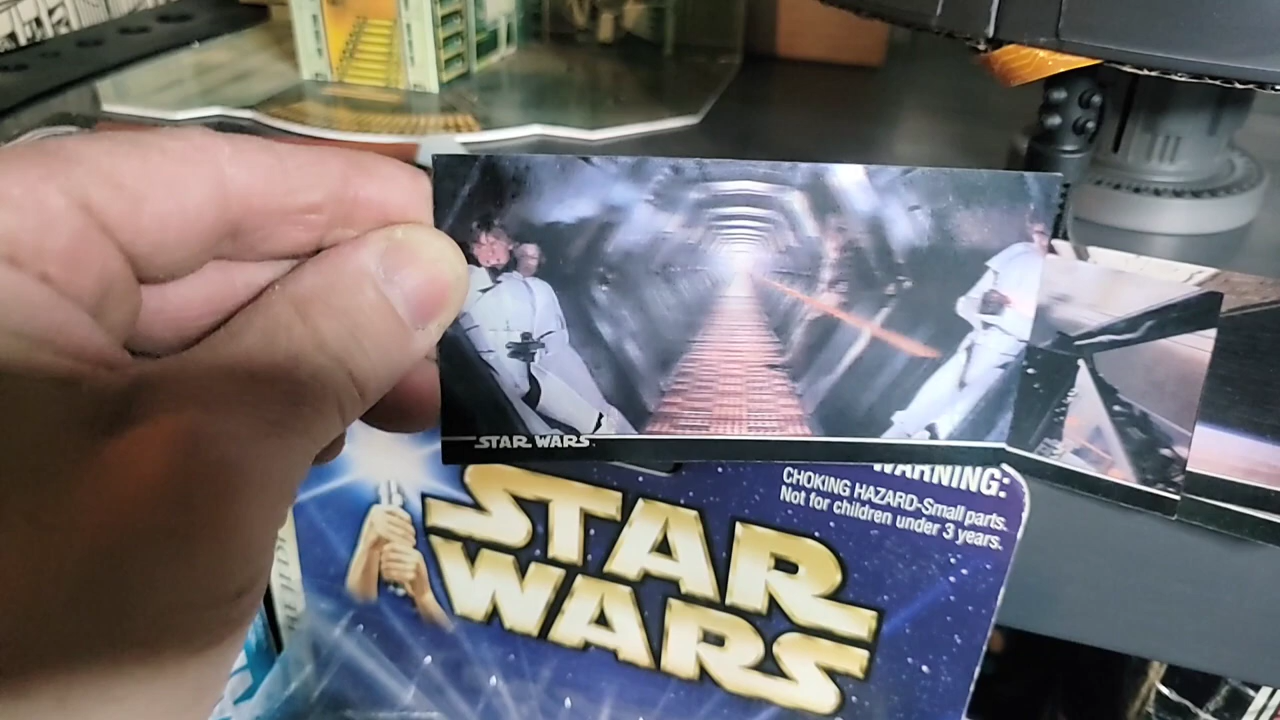 STAR WARS
WARNING:
CHOKING HAZARD-Small parts.
Not for children under 3 years.
STAR
WARS